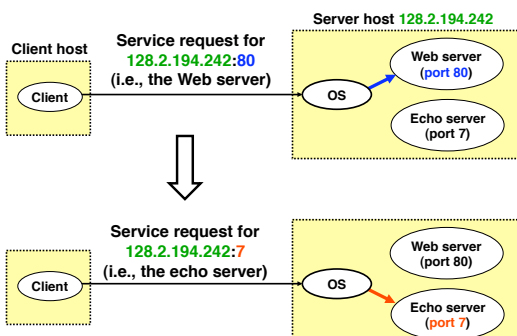 Server host 128.2.194.242
Client host
Service request for
128.2.194.242:80
(i.e., the Web server)
Client
OS
Web server
(port 80)
Echo server
(port 7)
Service request for
128.2.194.242:7
(i.e., the echo server)
Client
OS
Web server
(port 80)
Echo server
(port 7)